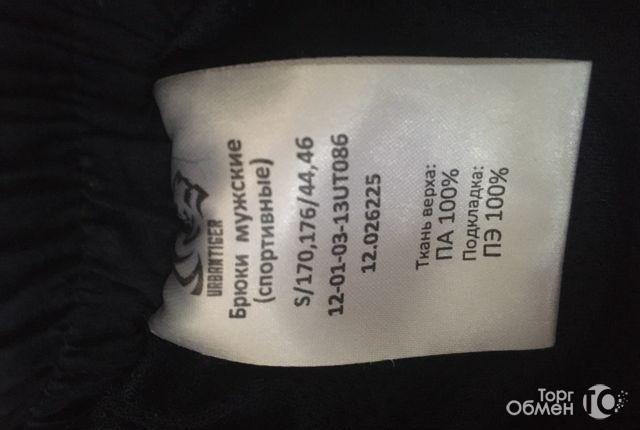 URBANTIGER
Брюки мужские
(спортивные)
S/170,176/44,46
12-01-03-13UT086
12.026225
Ткань верха:
ПА 100%
Подкладка:
ПЭ 100%
Торг
Обмен ТО